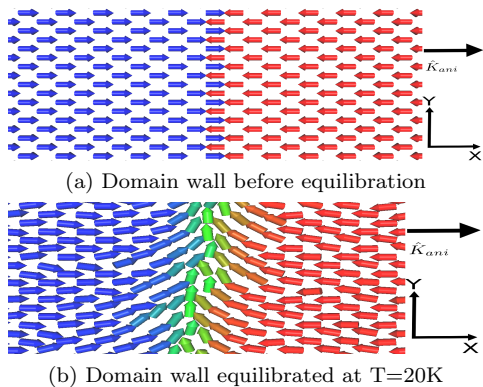 K̂ani
Y
X
(a) Domain wall before equilibration
K̂ani
Y
X
(b) Domain wall equilibrated at T=20K